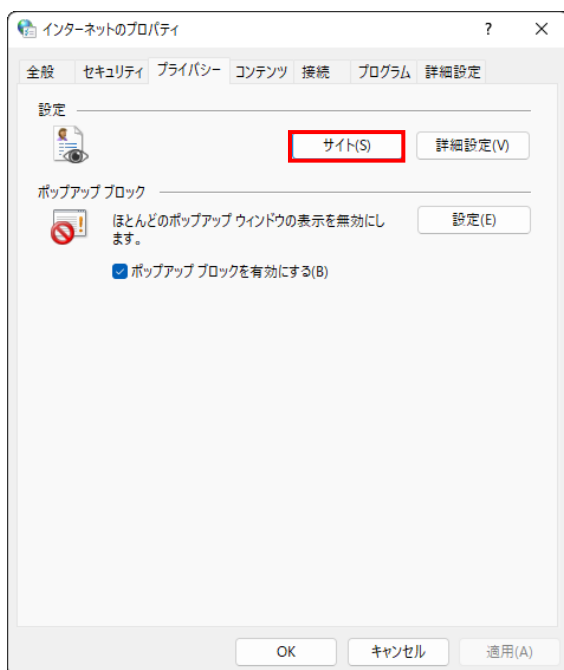 インターネットのプロパティ
全般 セキュリティ プライバシー コンテンツ 接続 プログラム 詳細設定
設定
サイト(S) 詳細設定(V)
ポップアップ ブロック
ほとんどのポップアップ ウィンドウの表示を無効にし
ます。
設定(E)
ポップアップ ブロックを有効にする(B)
OK キャンセル 適用(A)